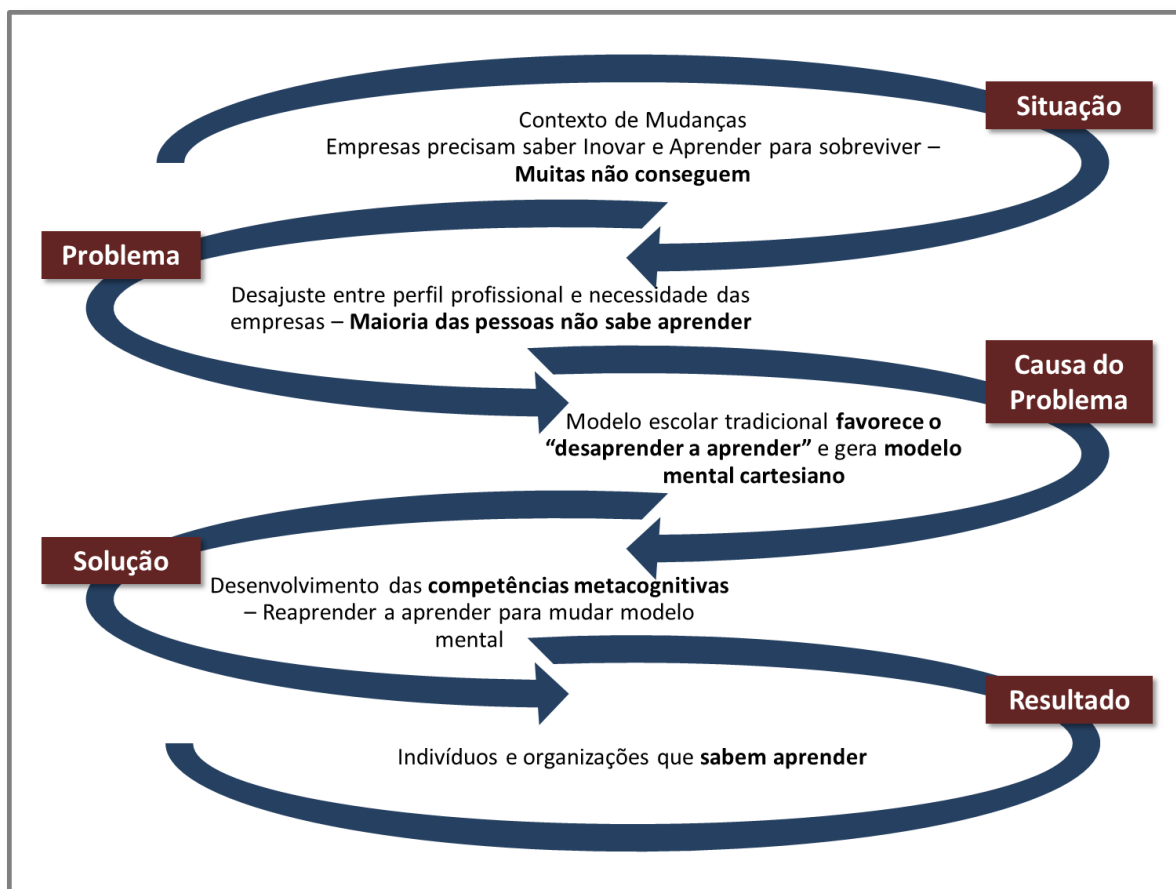 Situação
Contexto de Mudanças
Empresas precisam saber Inovar e Aprender para sobreviver –
Muitas não conseguem
Problema
Desajuste entre perfil profissional e necessidade das
empresas – Maioria das pessoas não sabe aprender
Causa do
Problema
Modelo escolar tradicional favorece o
“desaprender a aprender” e gera modelo
mental cartesiano
Solução
Desenvolvimento das competências metacognitivas
– Reaprender a aprender para mudar modelo
mental
Resultado
Indivíduos e organizações que sabem aprender